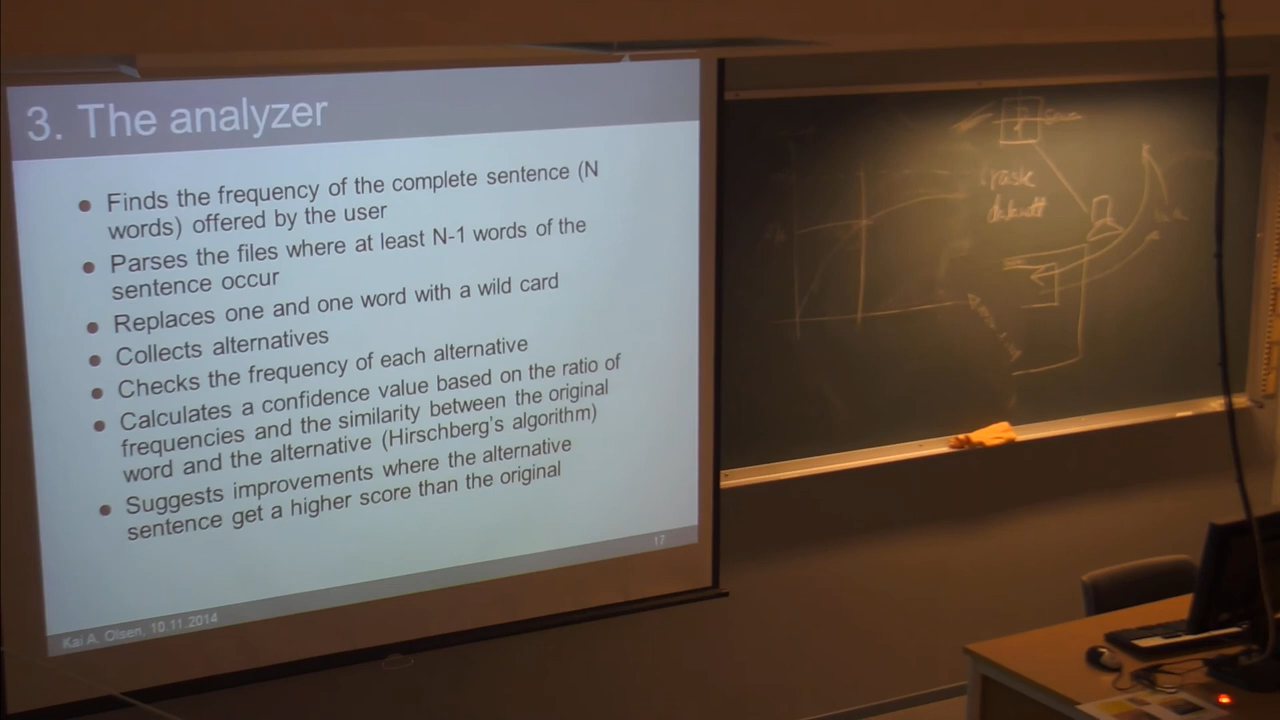 3. The analyzer
Finds the frequency of the complete sentence (N
words) offered by the user
Parses the files where at least N-1 words of the
sentence occur
Replaces one and one word with a wild card
Collects alternatives
Checks the frequency of each alternative
Calculates a confidence value based on the ratio of
frequencies and the similarity between the original
word and the alternative (Hirschberg's algorithm)
Suggests improvements where the alternative
sentence get a higher score than the original
17
Kai A. Olsen, 10.11.2014